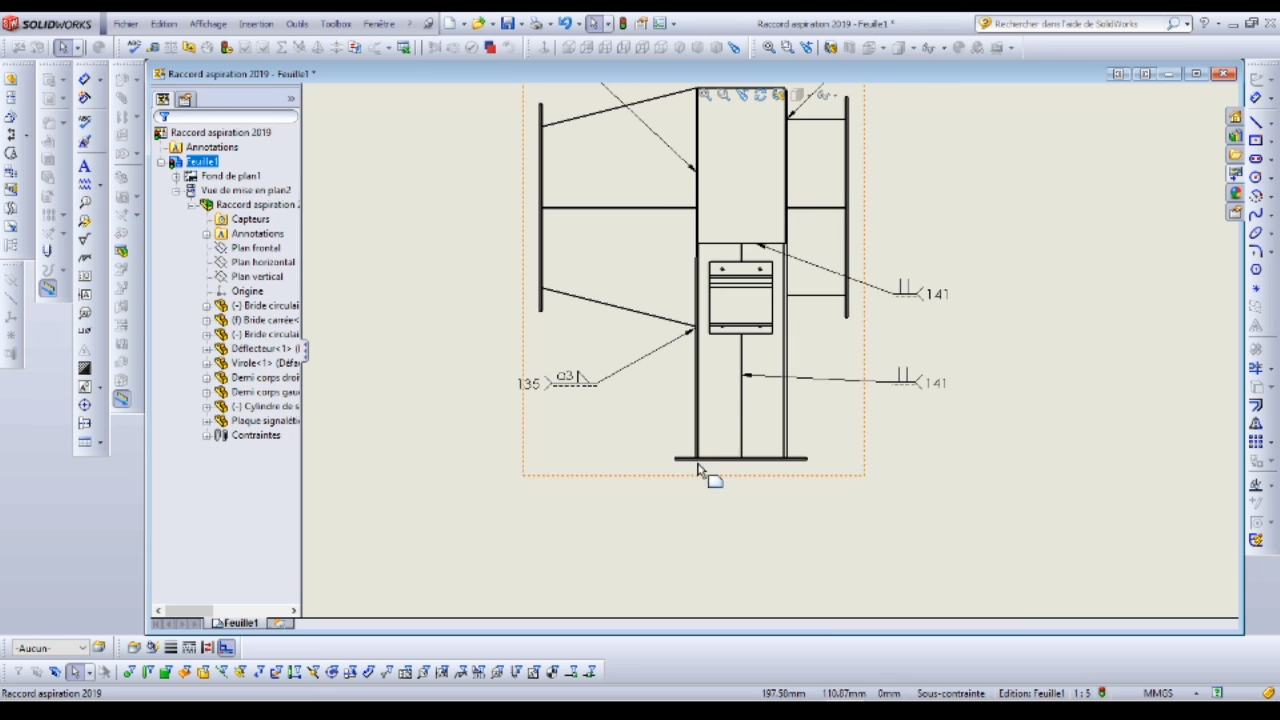 SOLIDWORKS Fichier Edition Affichage Insertion Outils Toolbox Fenêtre ? Raccord aspiration 2019 - Feuille1 * Rechercher dans l'aide de SolidWorks
Raccord aspiration 2019 - Feuille1 *
Raccord aspiration 2019
Annotations
Feuille1
Fond de plan1
Vue de mise en plan2
Raccord aspiration
Capteurs
Annotations
Plan frontal
Plan horizontal
Plan vertical
Origine
(-) Bride circulai
(f) Bride carrée<
(-) Bride circulai
Déflecteur<1>
Virole<1> (Défa
Demi corps droi
Demi corps gau
(-) Cylindre de s
Plaque signaléti
Contraintes
141
135 a3
141
Feuille1
-Aucun-
Raccord aspiration 2019 197.58mm 110.87mm 0mm Sous-contrainte Edition: Feuille1 1 : 5 MMGS